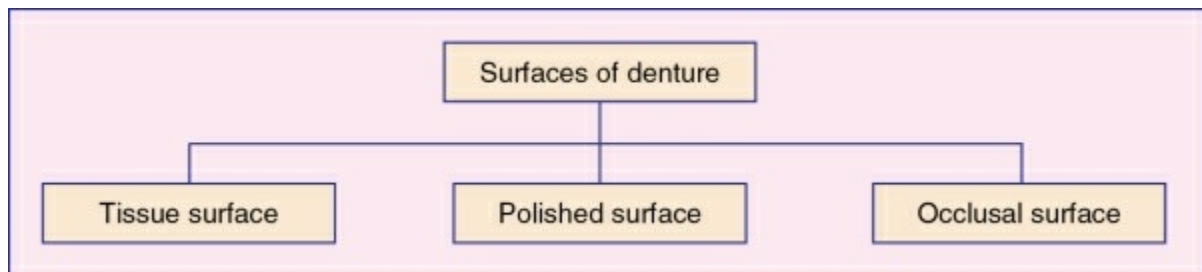 Surfaces of denture
Tissue surface
Polished surface
Occlusal surface